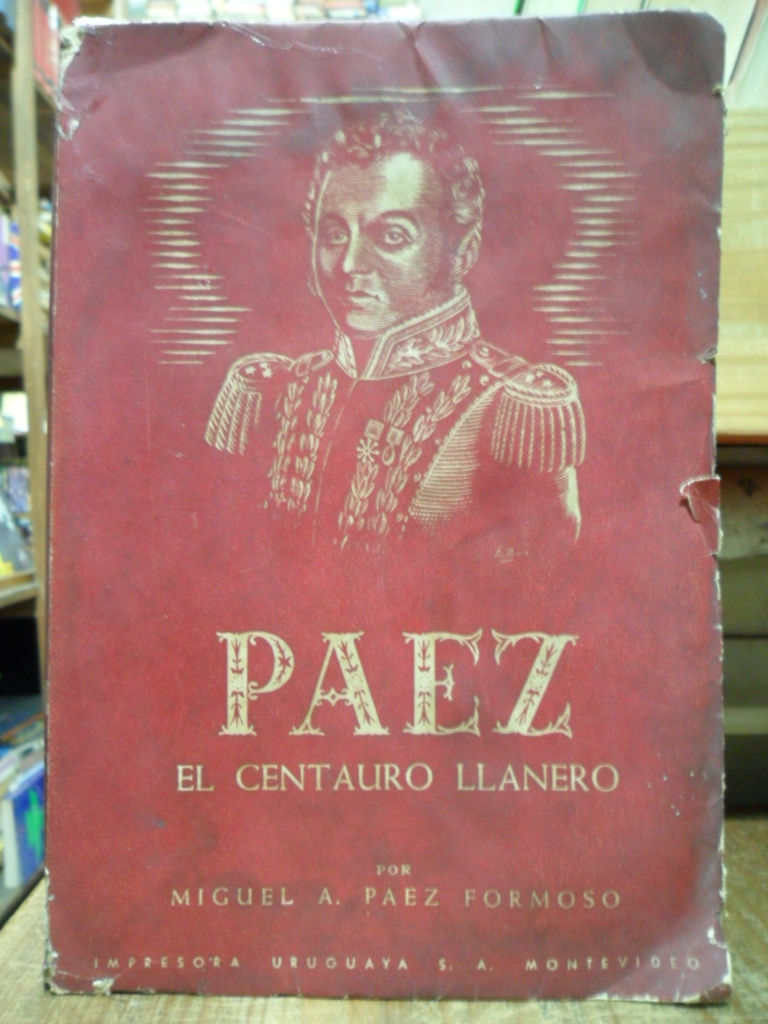 PAEZ
EL CENTAURO LLANERO
POR
MIGUEL A. PAEZ FORMOSO
IMPRESORA URUGUAYA S. A. MONTEVIDEO